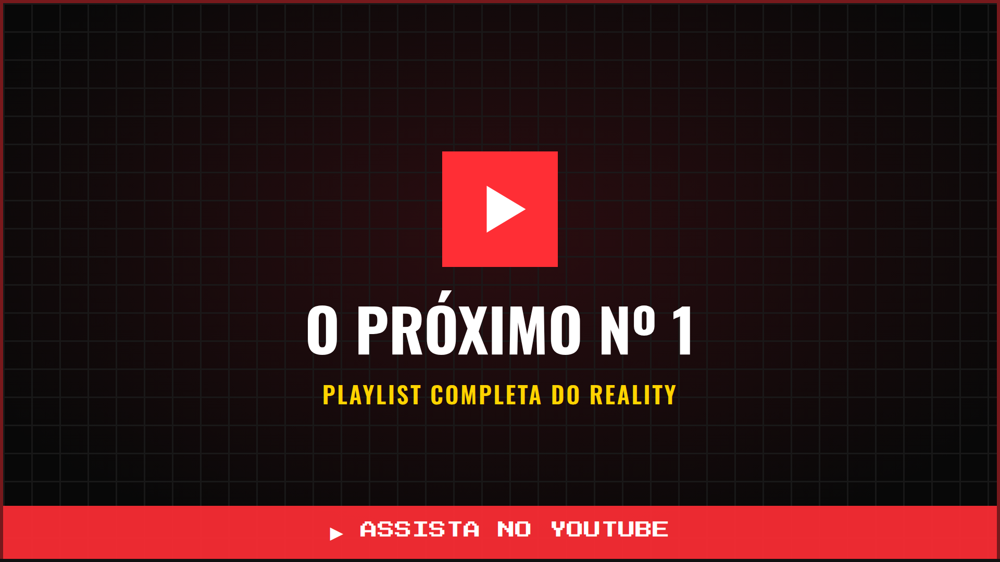 O PRÓXIMO Nº 1
PLAYLIST COMPLETA DO REALITY
▶ ASSISTA NO YOUTUBE